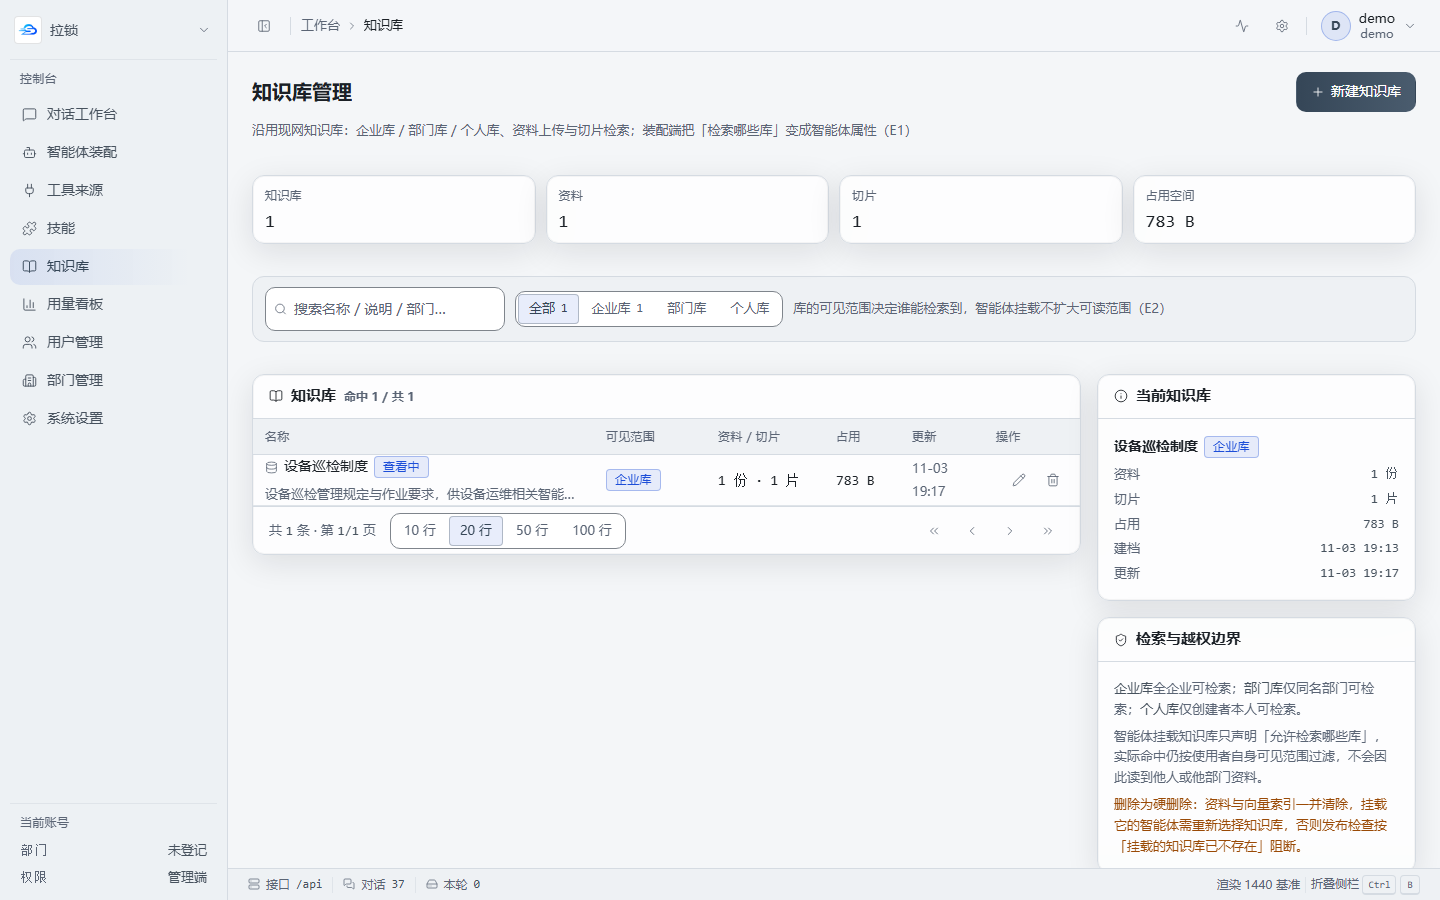 拉锁
控制台
对话工作台
智能体装配
工具来源
技能
知识库
用量看板
用户管理
部门管理
系统设置
当前账号
部门 未登记
权限 管理端
工作台 › 知识库
D demo
demo
知识库管理
+ 新建知识库
沿用现网知识库：企业库 / 部门库 / 个人库、资料上传与切片检索；装配端把「检索哪些库」变成智能体属性（E1）
知识库
1
资料
1
切片
1
占用空间
783 B
搜索名称 / 说明 / 部门...
全部 1 企业库 1 部门库 个人库
库的可见范围决定谁能检索到，智能体挂载不扩大可读范围（E2）
知识库 命中 1 / 共 1
名称 可见范围 资料 / 切片 占用 更新 操作
设备巡检制度 查看中
设备巡检管理规定与作业要求，供设备运维相关智能...
企业库
1 份 · 1 片
783 B
11-03
19:17
共 1 条 · 第 1/1 页 10 行 20 行 50 行 100 行 « ‹ › »
当前知识库
设备巡检制度 企业库
资料 1 份
切片 1 片
占用 783 B
建档 11-03 19:13
更新 11-03 19:17
检索与越权边界
企业库全企业可检索；部门库仅同名部门可检
索；个人库仅创建者本人可检索。
智能体挂载知识库只声明「允许检索哪些库」，
实际命中仍按使用者自身可见范围过滤，不会因
此读到他人或他部门资料。
删除为硬删除：资料与向量索引一并清除，挂载
它的智能体需重新选择知识库，否则发布检查按
「挂载的知识库已不存在」阻断。
接口 /api 对话 37 本轮 0
渲染 1440 基准 折叠侧栏 Ctrl B